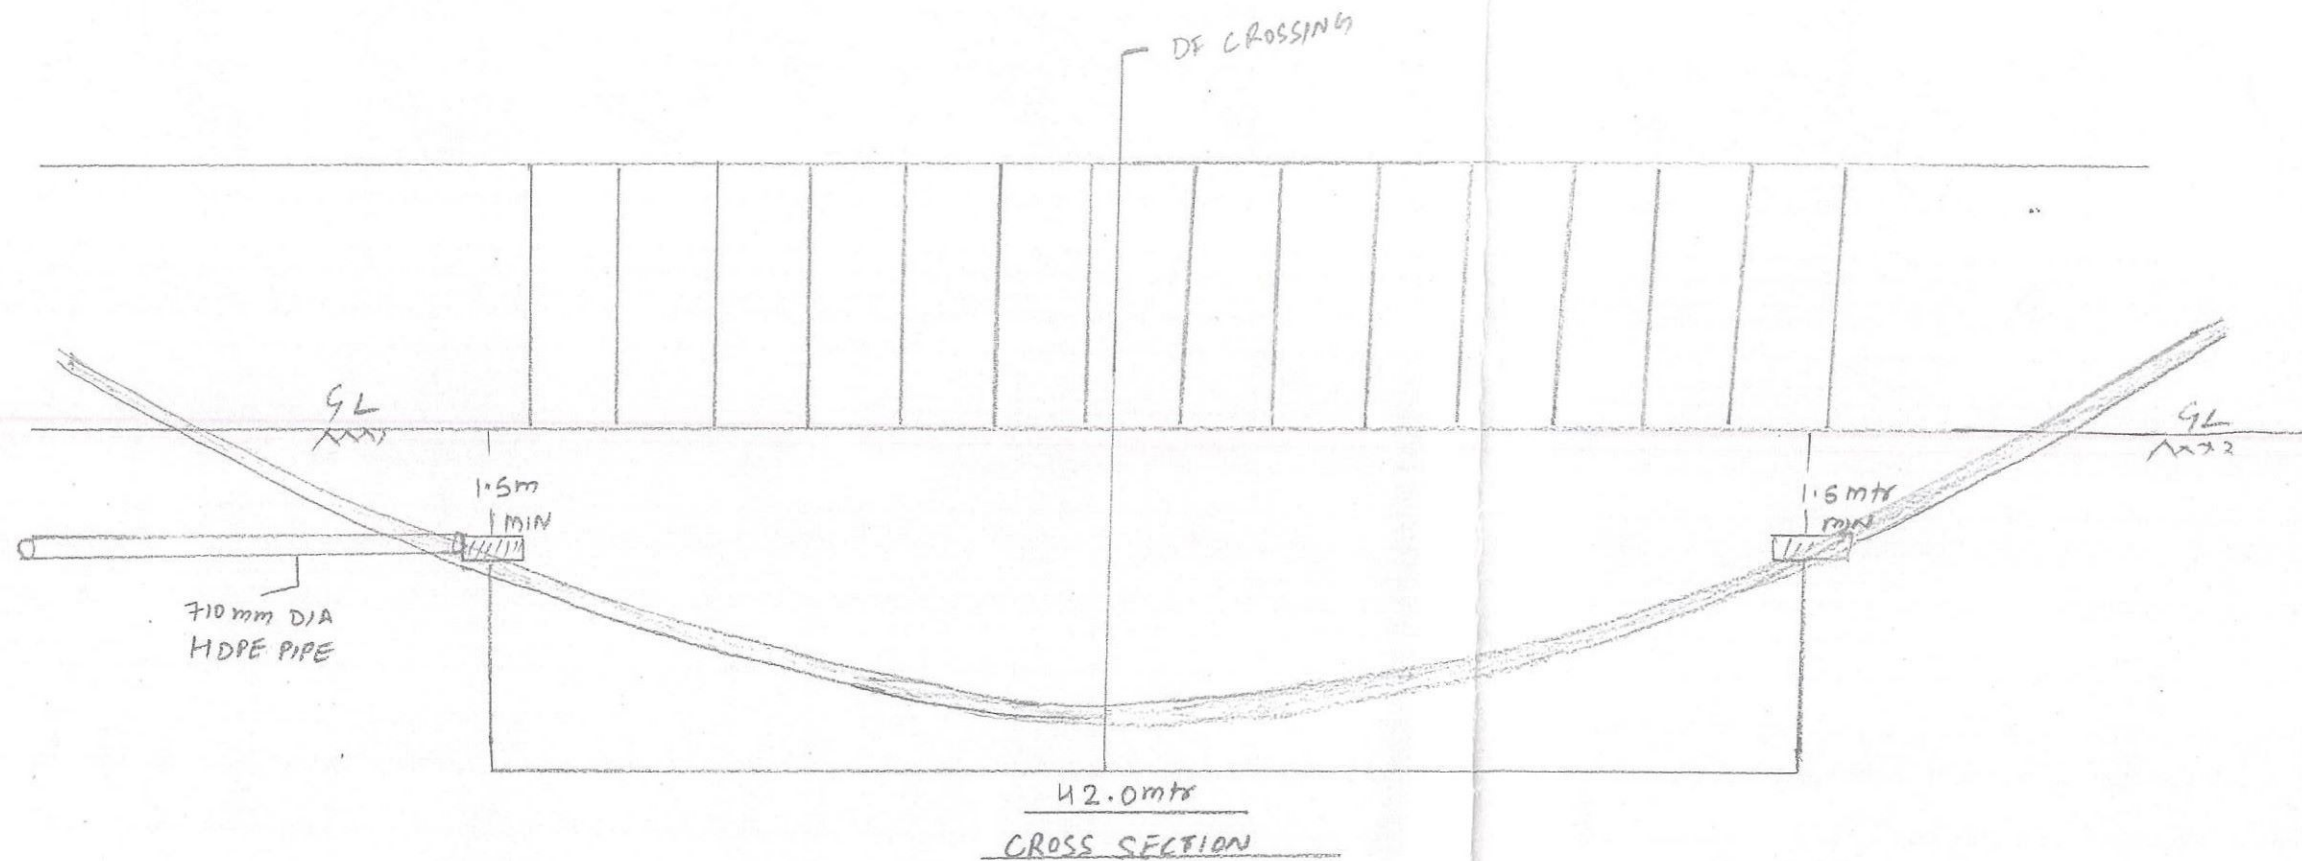 DF CROSSING
GL
GL
1.5m
MIN
1.5mtr
MIN
710mm DIA
HDPE PIPE
42.0mtr
CROSS SECTION